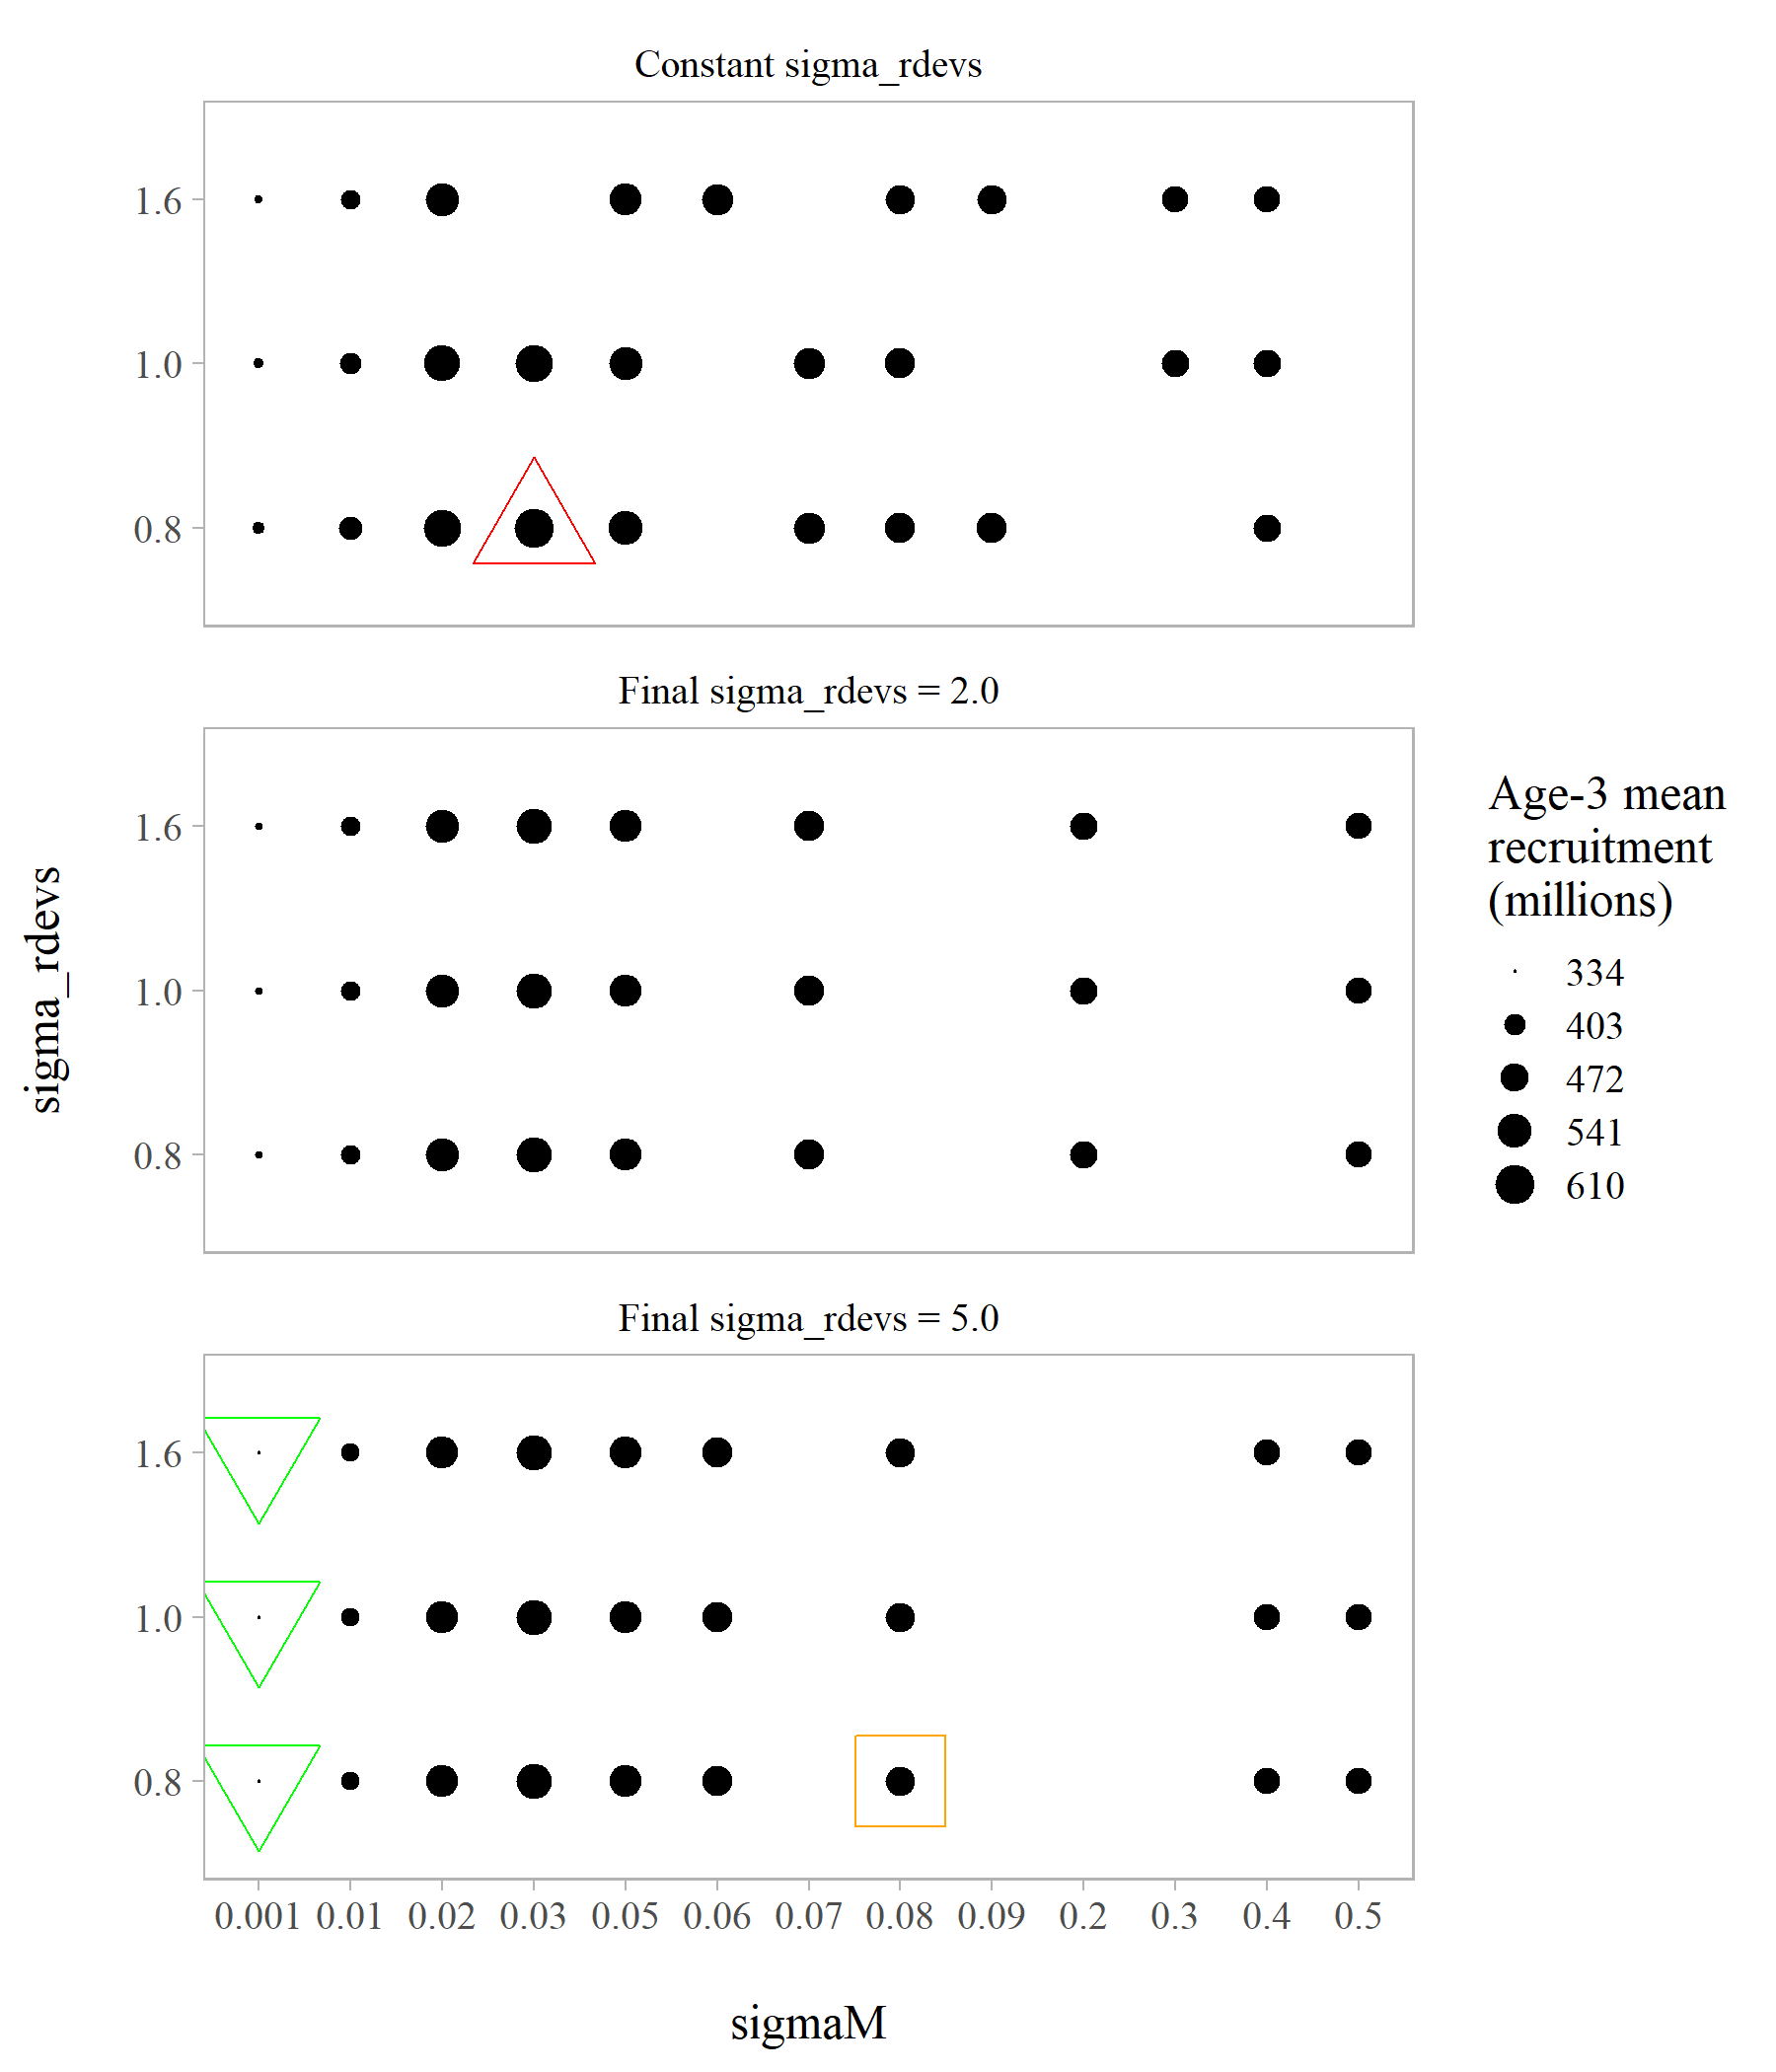 Constant sigma_rdevs
1.6
1.0
0.8
Final sigma_rdevs = 2.0
1.6
1.0
0.8
Final sigma_rdevs = 5.0
1.6
1.0
0.8
0.001 0.01 0.02 0.03 0.05 0.06 0.07 0.08 0.09 0.2 0.3 0.4 0.5
sigmaM
sigma_rdevs
Age-3 mean
recruitment
(millions)
334
403
472
541
610